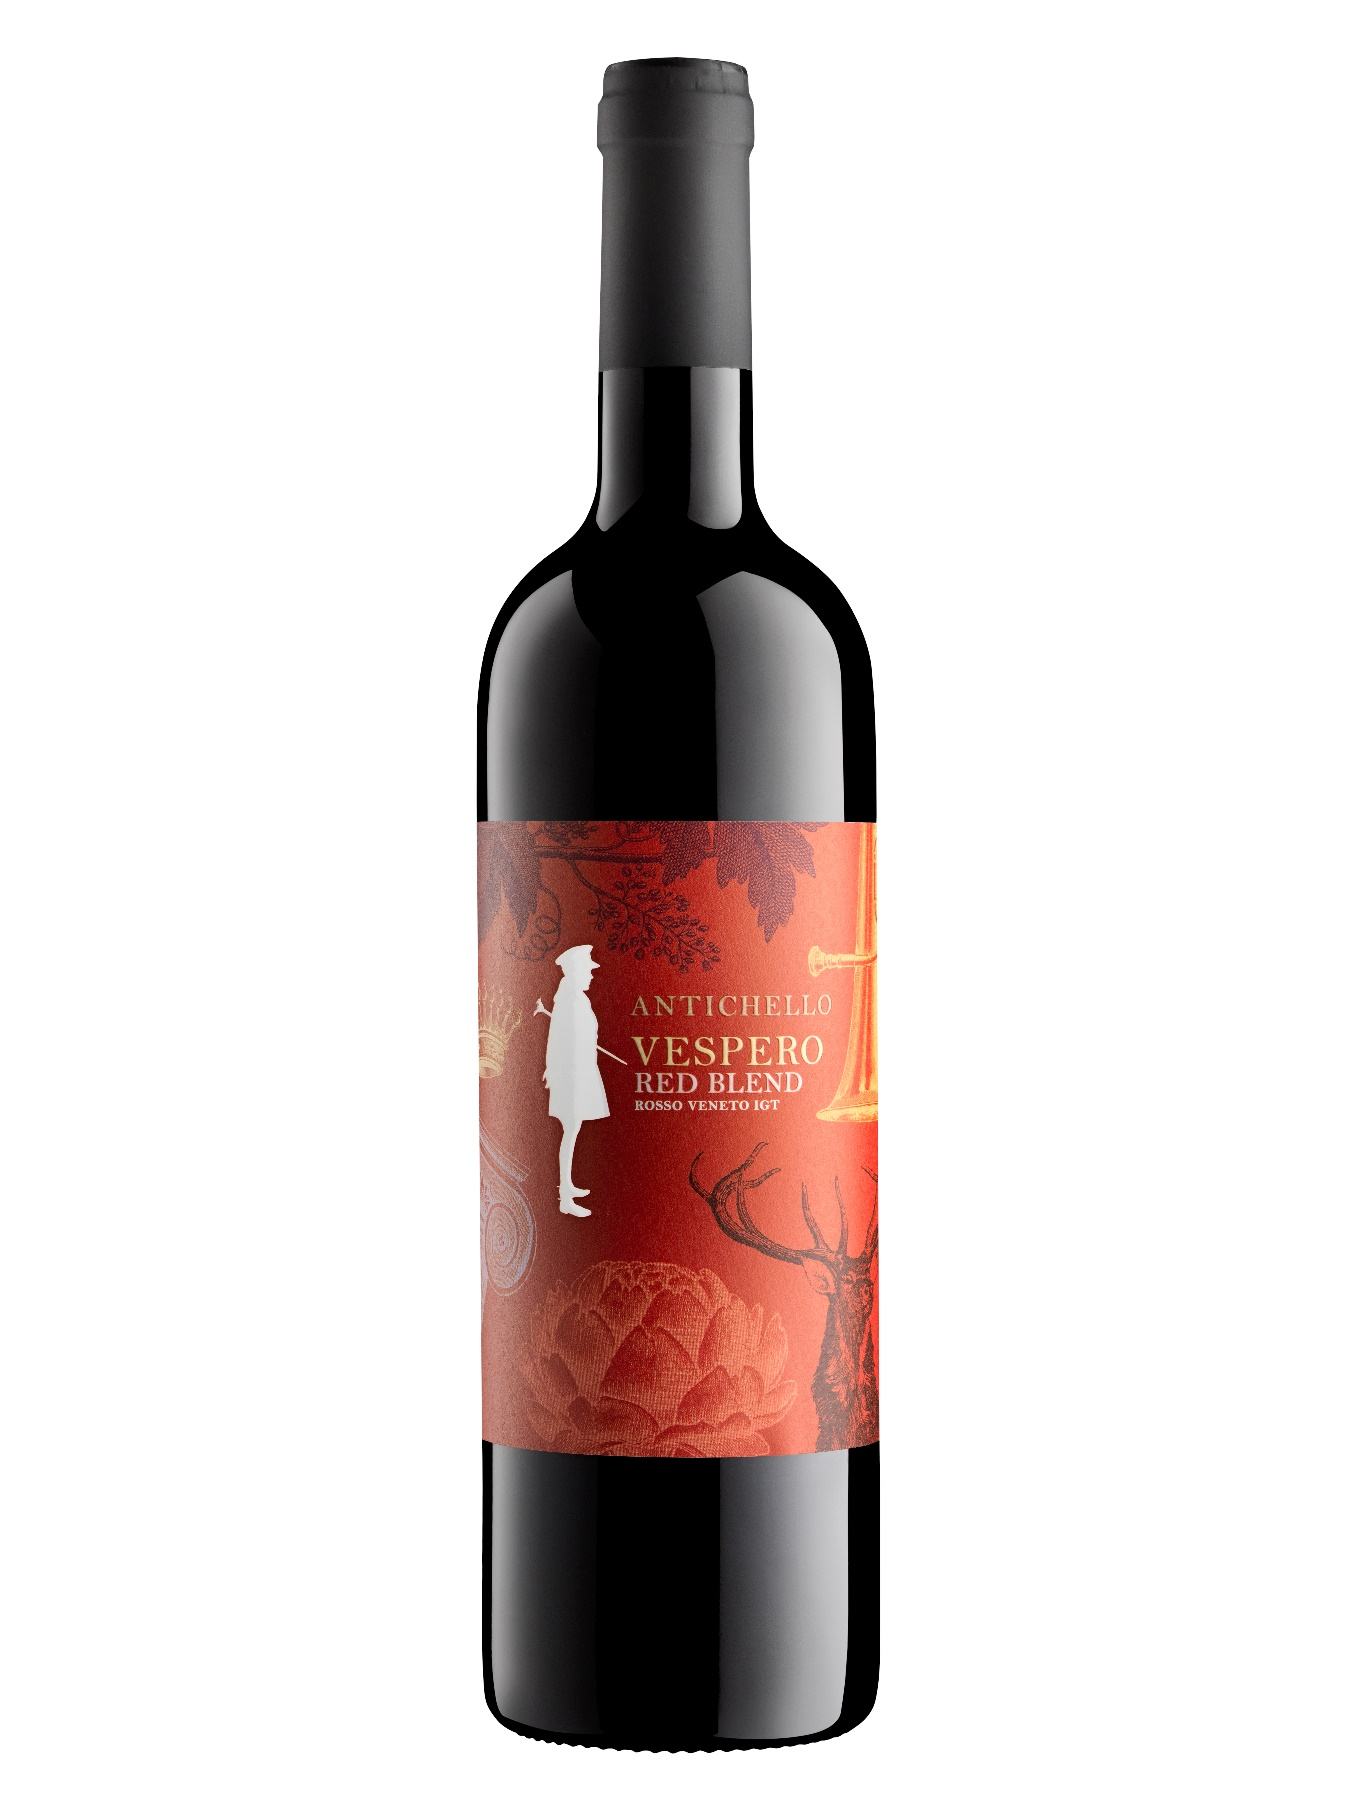 ANTICHELLO
VESPERO
RED BLEND
ROSSO VENETO IGT